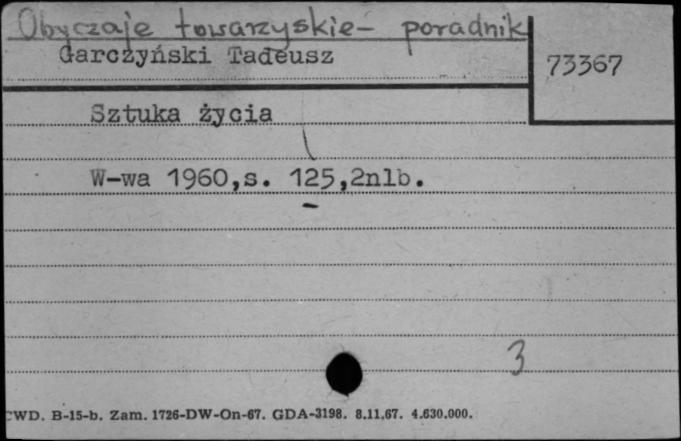 Obyczaje towarzyskie - poradnik
Garczyński Tadeusz
73367
Sztuka życia
W-wa 1960,s. 125,2nlb.
3
CWD. B-15-b. Zam. 1726-DW-On-67. GDA-3198. 8.11.67. 4.630.000.